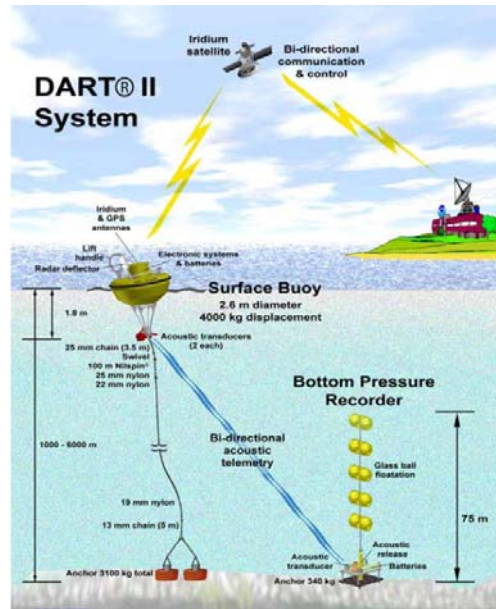 Iridium
satellite
Bi-directional
communication
& control
DART® II
System
Iridium
& GPS
antennas
Lift
handle
Radar deflector
Electronic systems
& batteries
Surface Buoy
2.6 m diameter
4000 kg displacement
1.8 m
Acoustic transducers
(2 each)
25 mm chain (3.5 m)
Swivel
100 m Nilspin
25 mm nylon
22 mm nylon
Bottom Pressure
Recorder
1000 - 6000 m
Bi-directional
acoustic
telemetry
Glass ball
floatation
75 m
19 mm nylon
13 mm chain (5 m)
Acoustic
release
Acoustic
transducer
Batteries
Anchor 3100 kg total
Anchor 340 kg